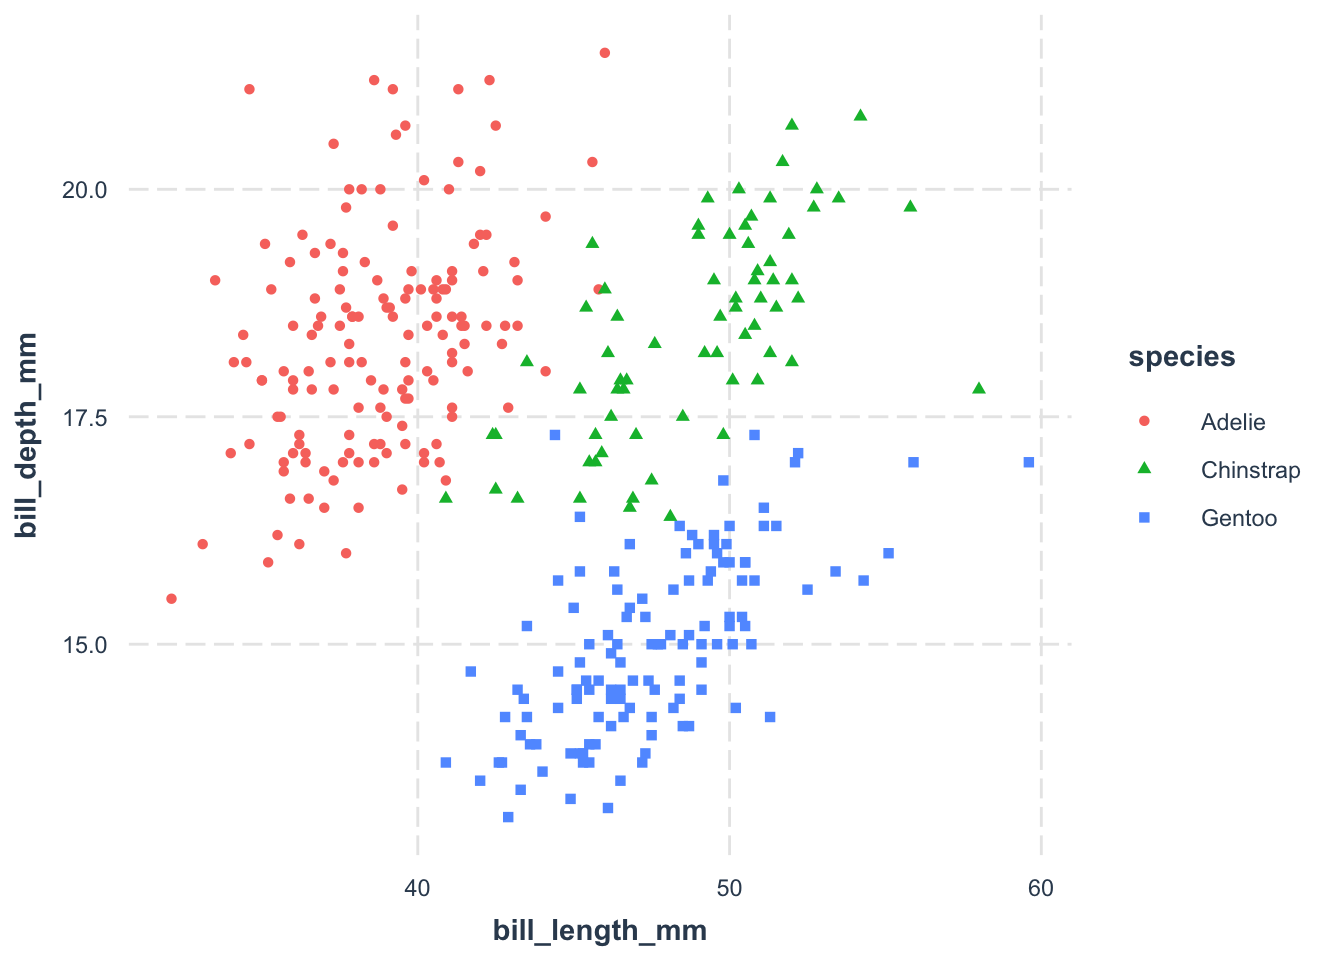 bill_depth_mm
20.0
17.5
15.0
40 50 60
bill_length_mm
species
Adelie
Chinstrap
Gentoo